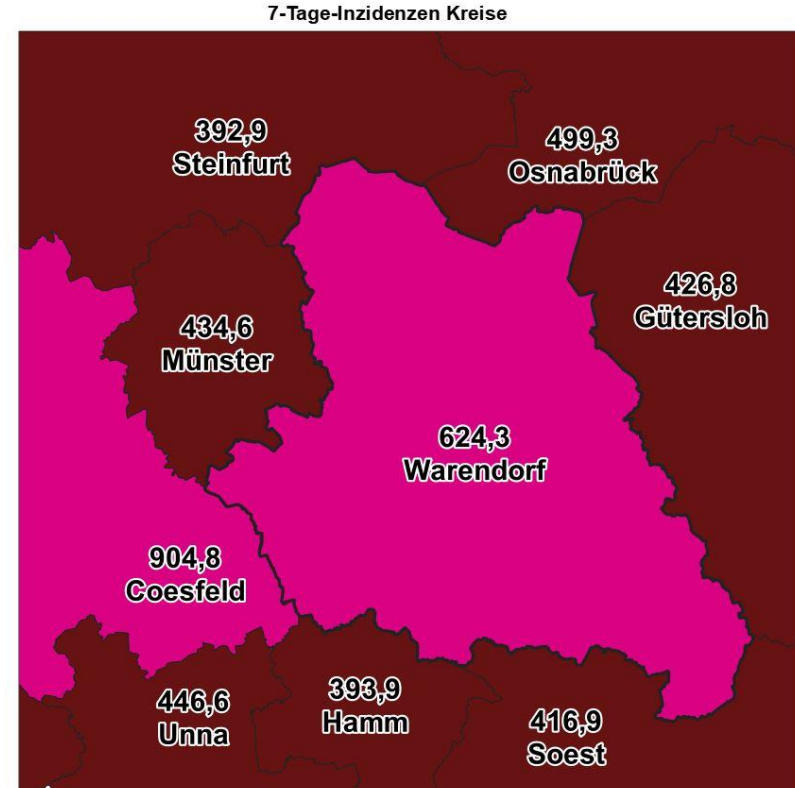 7-Tage-Inzidenzen Kreise
392,9
Steinfurt
499,3
Osnabrück
426,8
Gütersloh
434,6
Münster
624,3
Warendorf
904,8
Coesfeld
446,6
Unna
393,9
Hamm
416,9
Soest